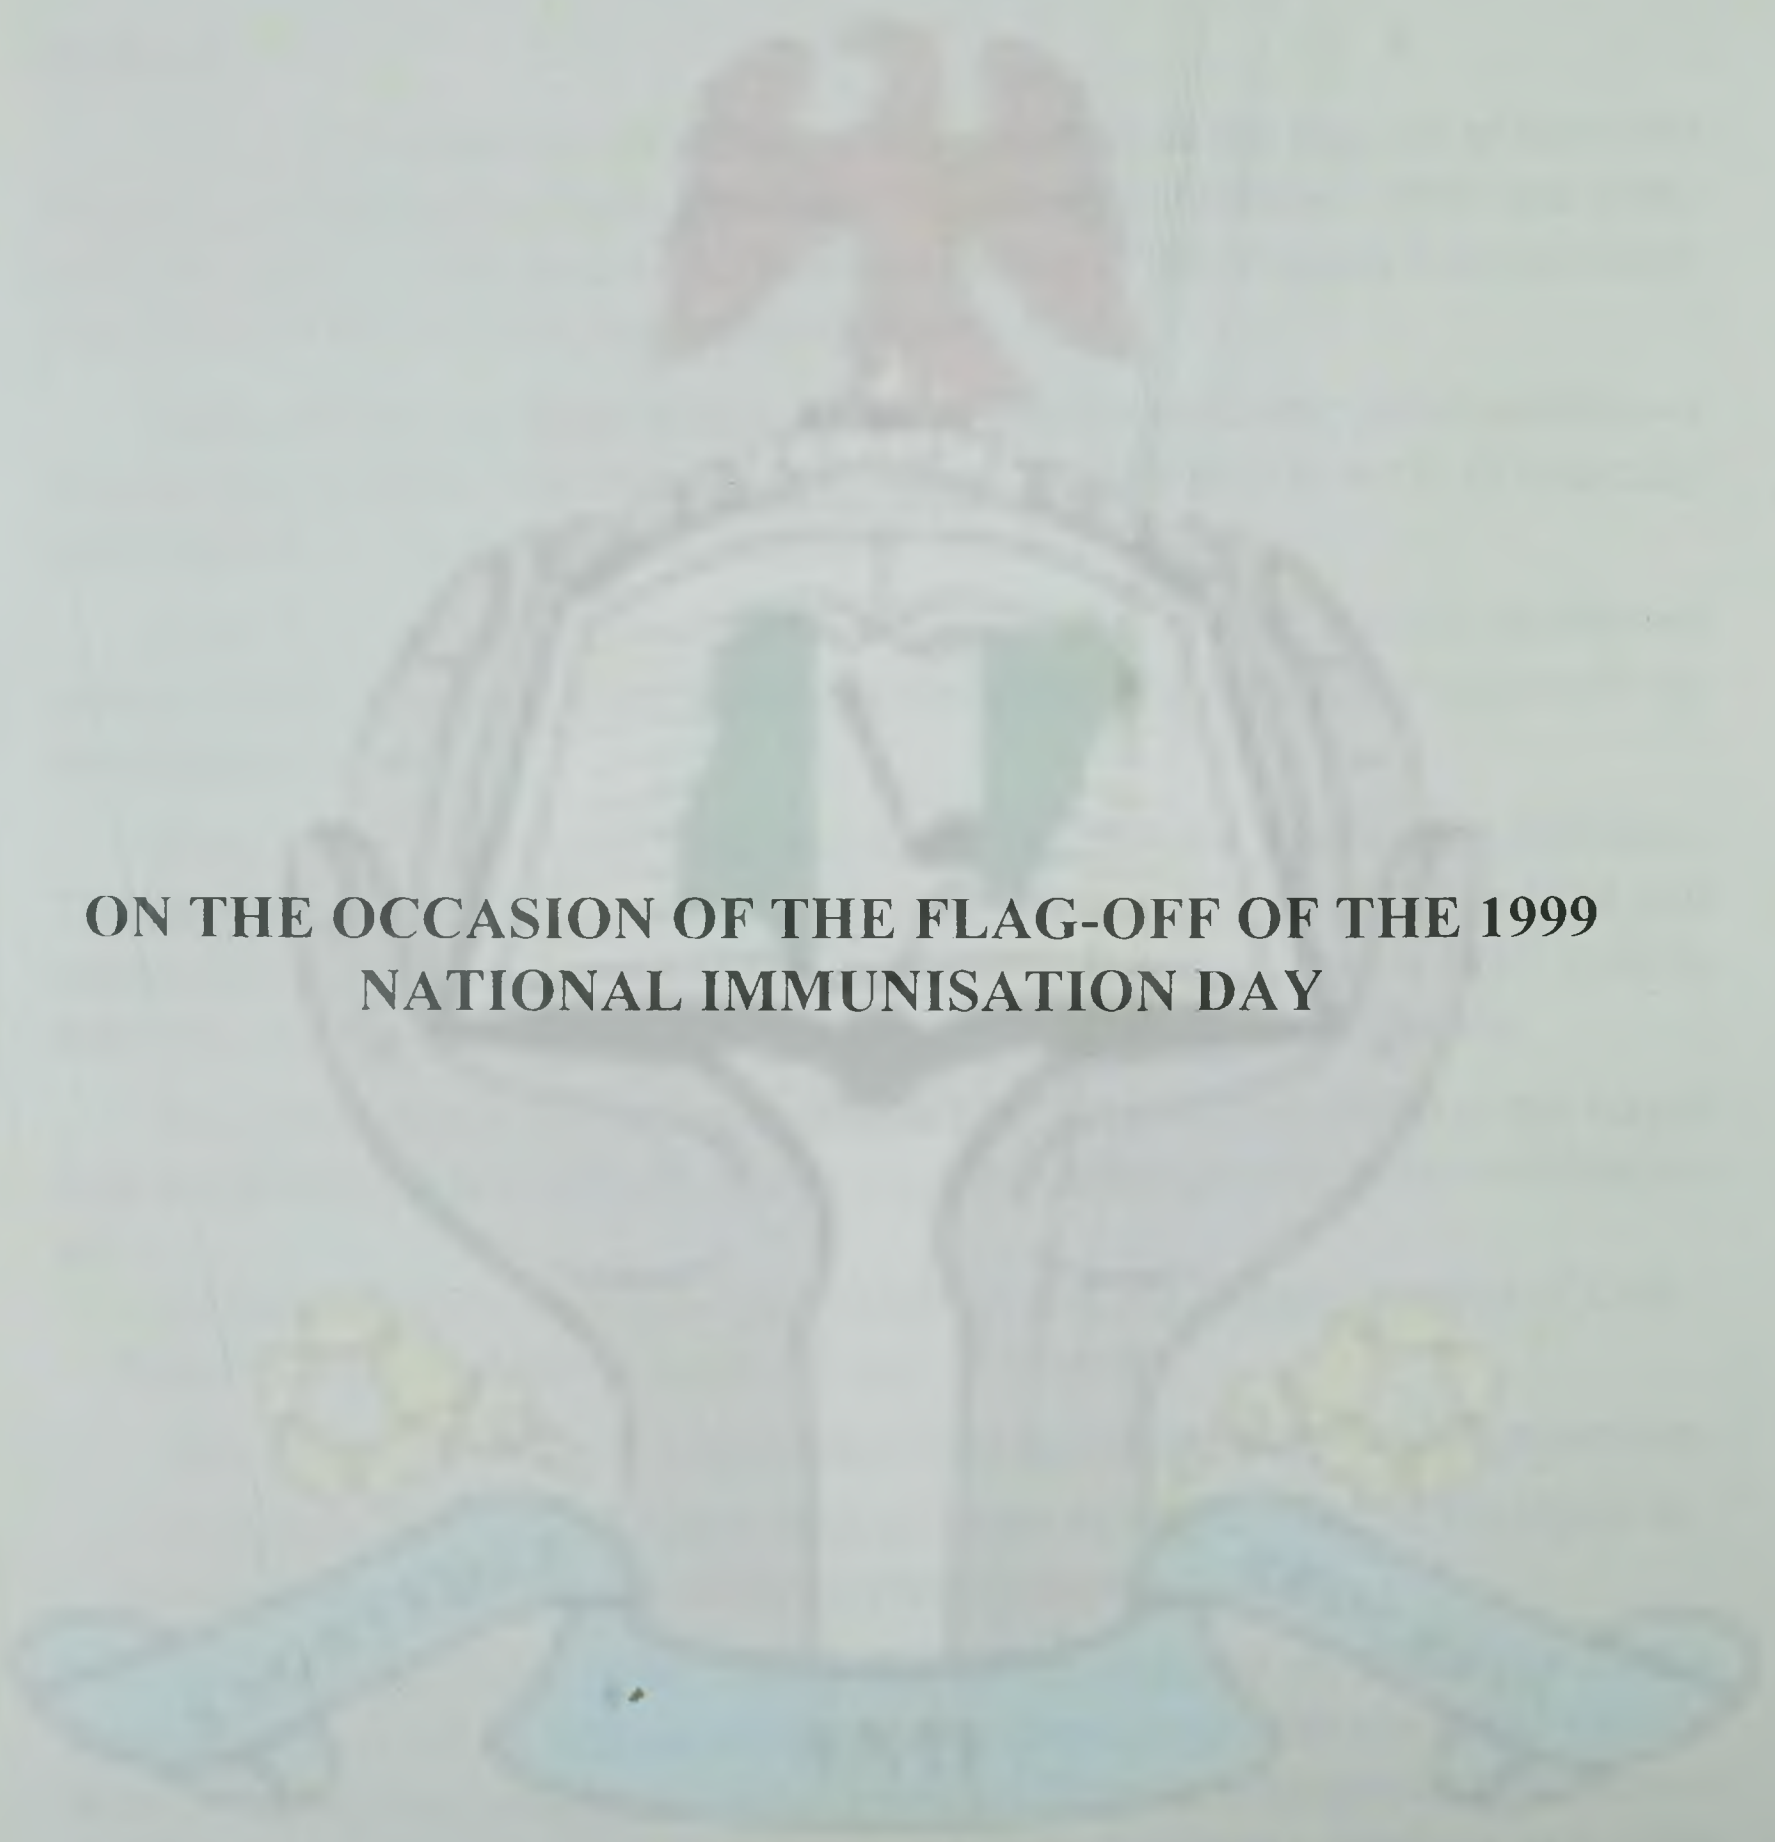 ON THE OCCASION OF THE FLAG-OFF OF THE 1999
NATIONAL IMMUNISATION DAY